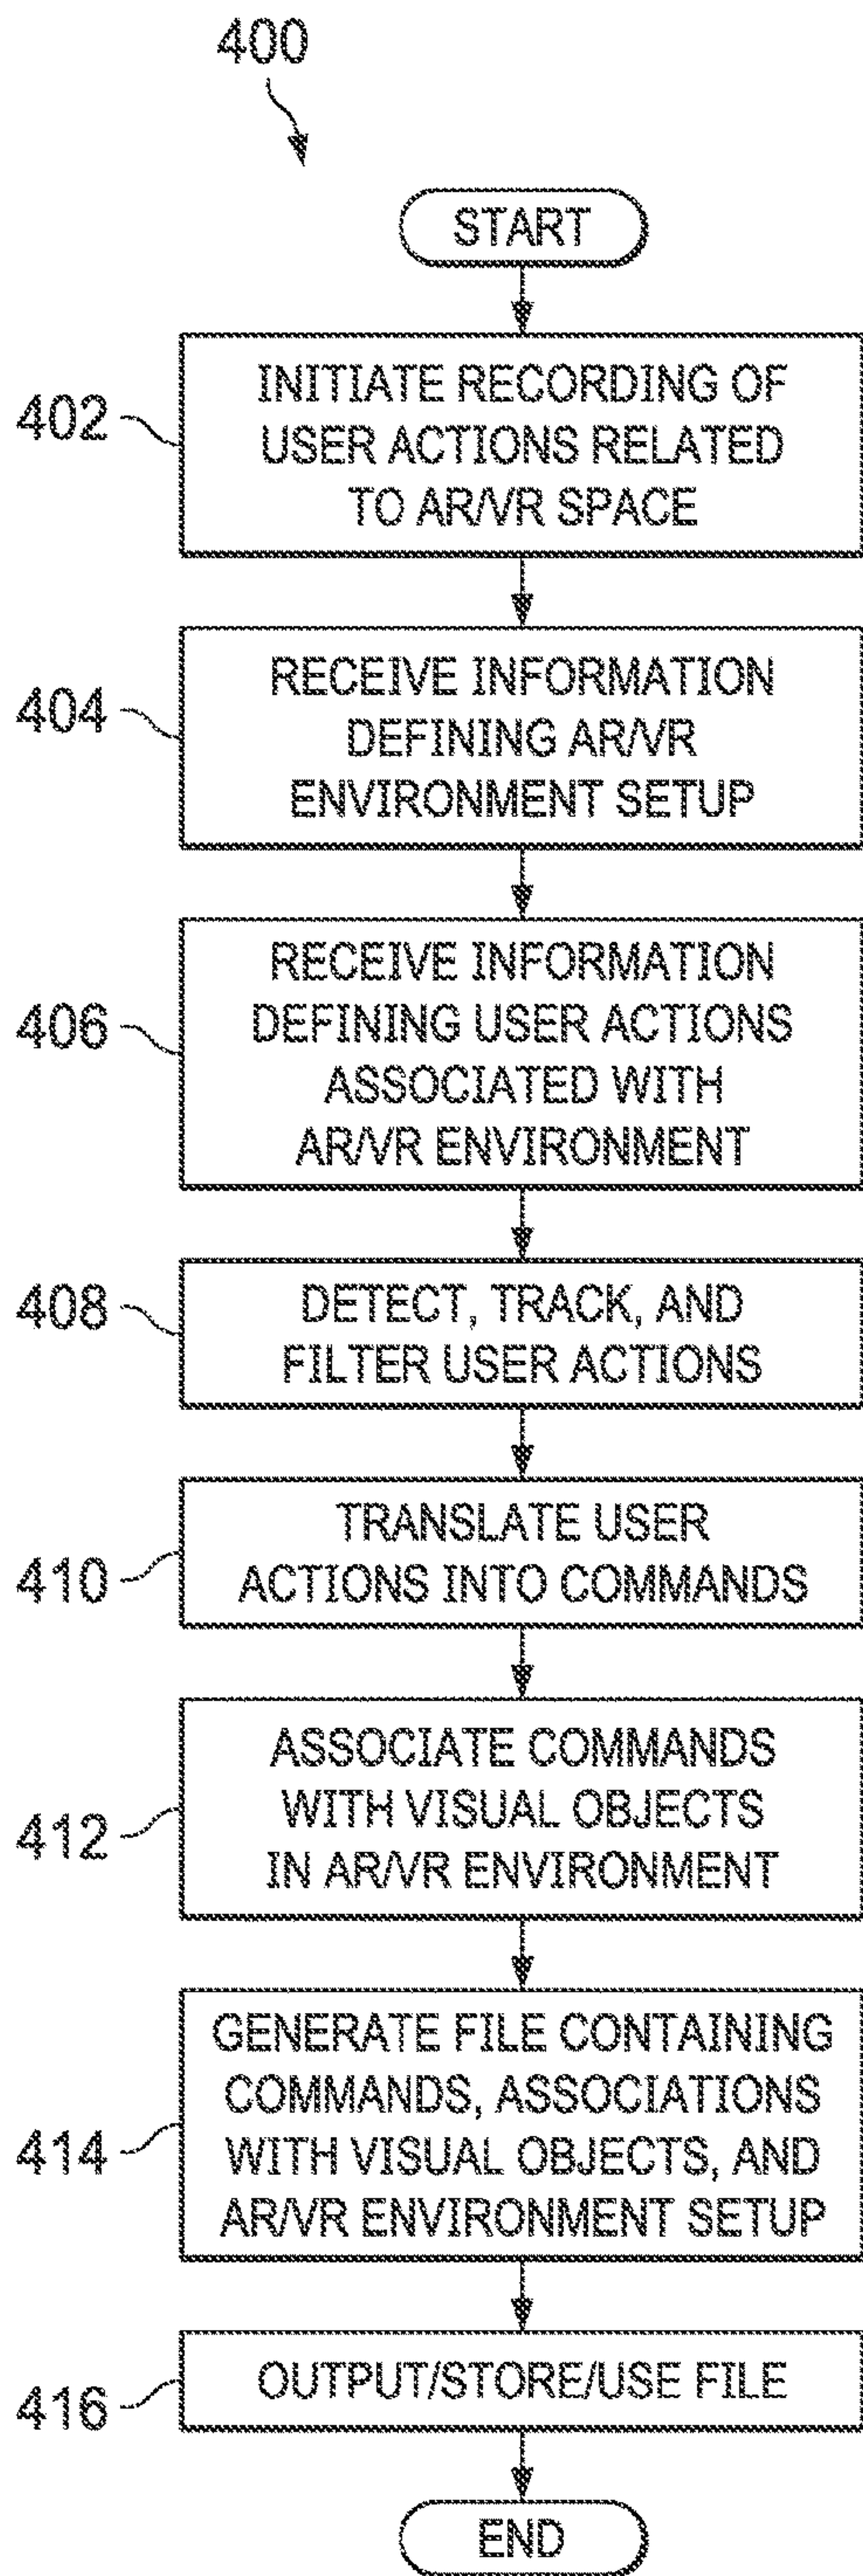 400
START
402
INITIATE RECORDING OF
USER ACTIONS RELATED
TO AR/VR SPACE
404
RECEIVE INFORMATION
DEFINING AR/VR
ENVIRONMENT SETUP
406
RECEIVE INFORMATION
DEFINING USER ACTIONS
ASSOCIATED WITH
AR/VR ENVIRONMENT
408
DETECT, TRACK, AND
FILTER USER ACTIONS
410
TRANSLATE USER
ACTIONS INTO COMMANDS
412
ASSOCIATE COMMANDS
WITH VISUAL OBJECTS
IN AR/VR ENVIRONMENT
414
GENERATE FILE CONTAINING
COMMANDS, ASSOCIATIONS
WITH VISUAL OBJECTS, AND
AR/VR ENVIRONMENT SETUP
416
OUTPUT/STORE/USE FILE
END